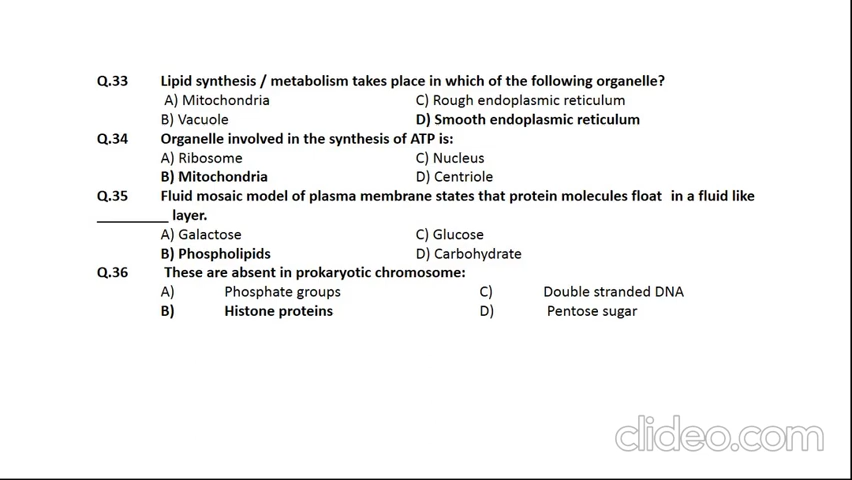 Q.33 Lipid synthesis / metabolism takes place in which of the following organelle?
A) Mitochondria C) Rough endoplasmic reticulum
B) Vacuole D) Smooth endoplasmic reticulum
Q.34 Organelle involved in the synthesis of ATP is:
A) Ribosome C) Nucleus
B) Mitochondria D) Centriole
Q.35 Fluid mosaic model of plasma membrane states that protein molecules float in a fluid like
_________ layer.
A) Galactose C) Glucose
B) Phospholipids D) Carbohydrate
Q.36 These are absent in prokaryotic chromosome:
A) Phosphate groups C) Double stranded DNA
B) Histone proteins D) Pentose sugar
clideo.com